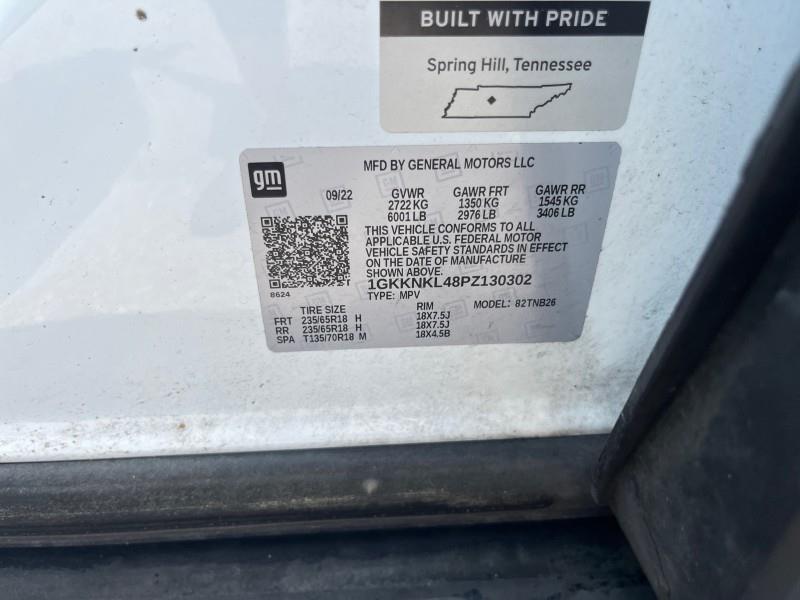 BUILT WITH PRIDE
Spring Hill, Tennessee
gm
MFD BY GENERAL MOTORS LLC
09/22 GVWR GAWR FRT GAWR RR
2722 KG 1350 KG 1545 KG
6001 LB 2976 LB 3406 LB
THIS VEHICLE CONFORMS TO ALL
APPLICABLE U.S. FEDERAL MOTOR
VEHICLE SAFETY STANDARDS IN EFFECT
ON THE DATE OF MANUFACTURE
SHOWN ABOVE.
1GKKNKL48PZ130302
8624 TYPE: MPV MODEL: 82TNB26
TIRE SIZE RIM
FRT 235/65R18 H 18X7.5J
RR 235/65R18 H 18X7.5J
SPA T135/70R18 M 18X4.5B